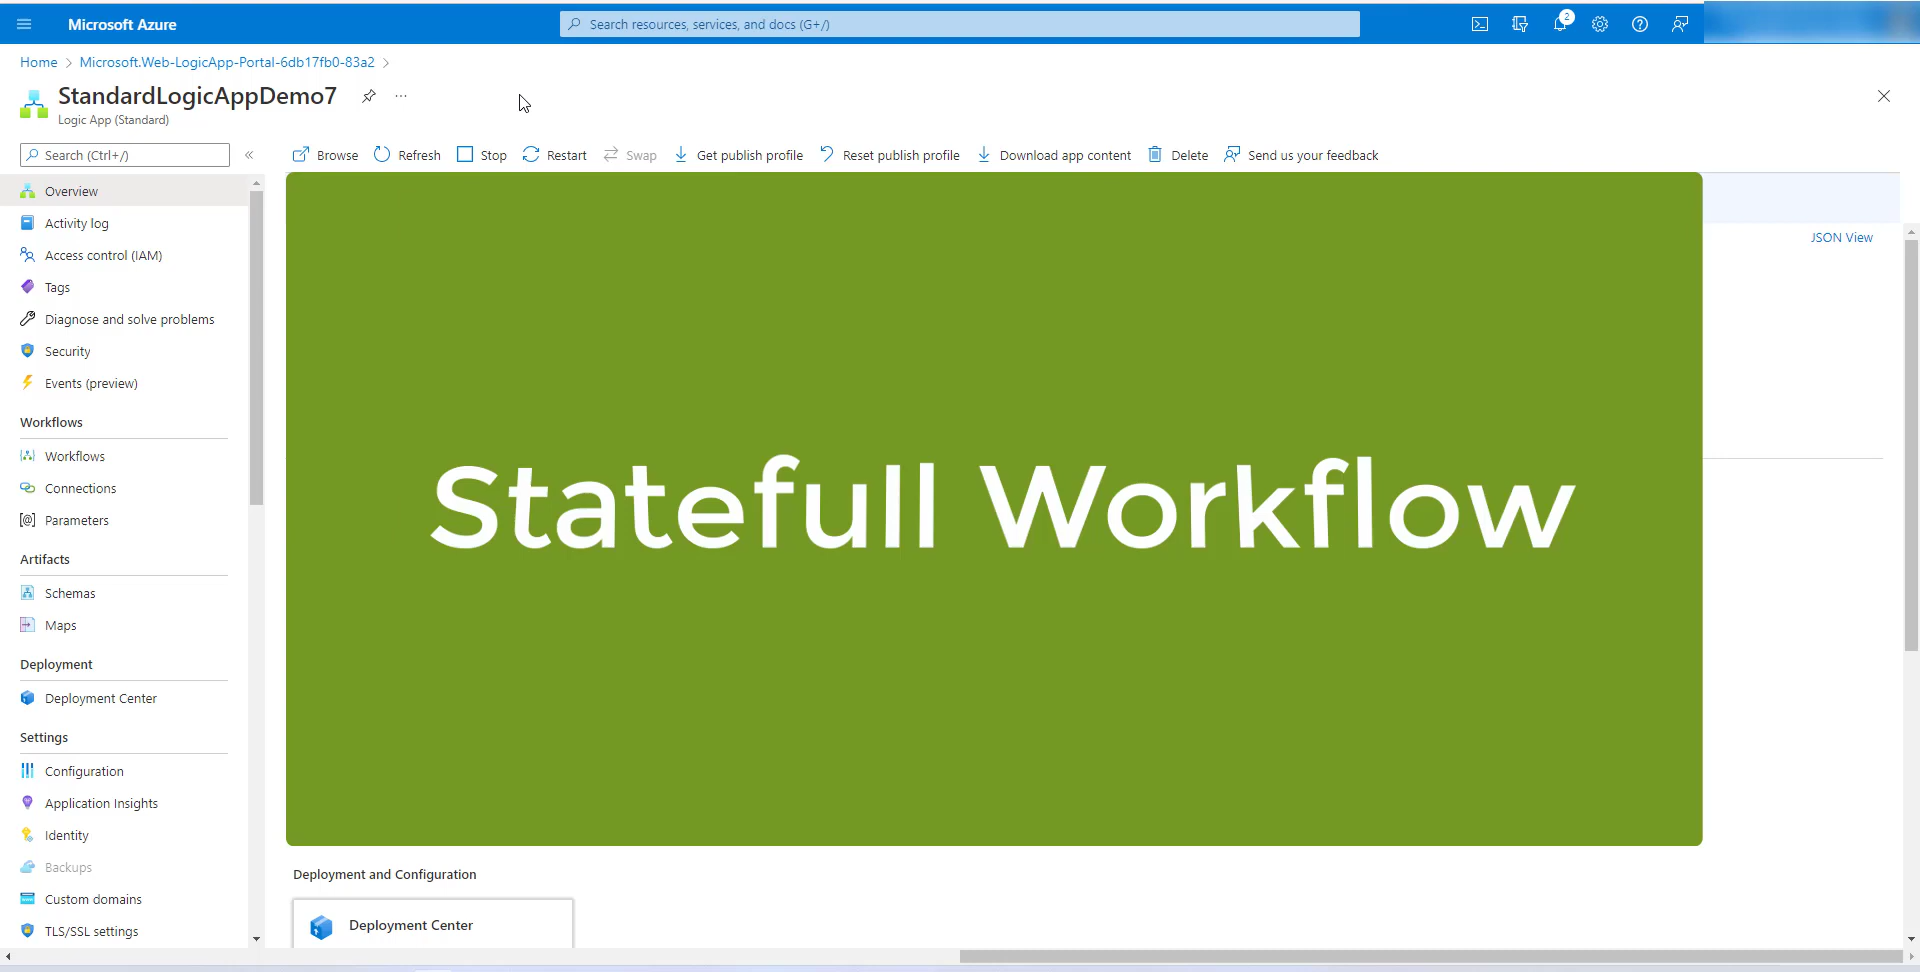 Microsoft Azure
Search resources, services, and docs (G+/)
2
Home > Microsoft.Web-LogicApp-Portal-6db17fb0-83a2 >
StandardLogicAppDemo7
Logic App (Standard)
Search (Ctrl+/)
«
Browse Refresh Stop Restart Swap Get publish profile Reset publish profile Download app content Delete Send us your feedback
Overview
Activity log
Access control (IAM)
Tags
Diagnose and solve problems
Security
Events (preview)
Workflows
Workflows
Connections
Parameters
Artifacts
Schemas
Maps
Deployment
Deployment Center
Settings
Configuration
Application Insights
Identity
Backups
Custom domains
TLS/SSL settings
JSON View
Statefull Workflow
Deployment and Configuration
Deployment Center